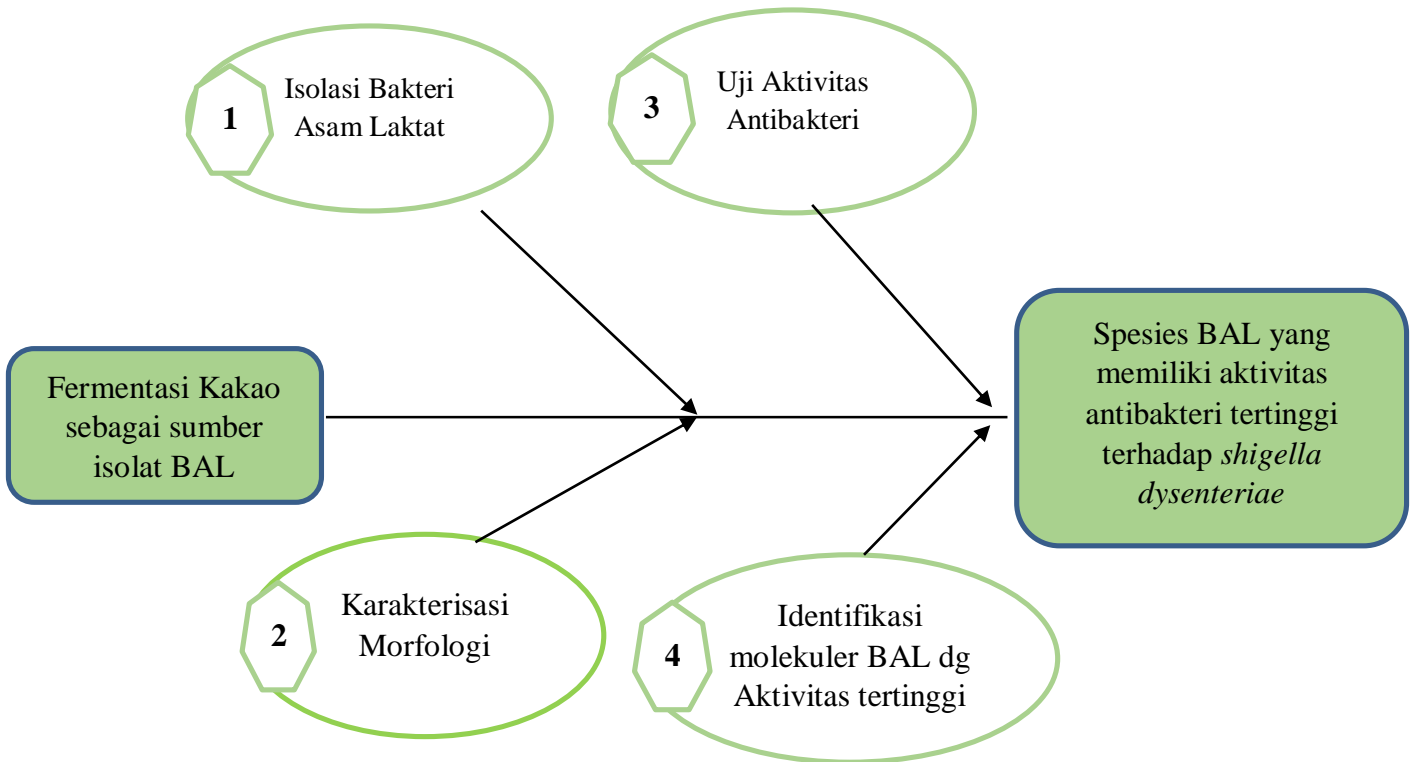 1
Isolasi Bakteri
Asam Laktat
3
Uji Aktivitas
Antibakteri
Fermentasi Kakao
sebagai sumber
isolat BAL
Spesies BAL yang
memiliki aktivitas
antibakteri tertinggi
terhadap shigella
dysenteriae
2
Karakterisasi
Morfologi
4
Identifikasi
molekuler BAL dg
Aktivitas tertinggi